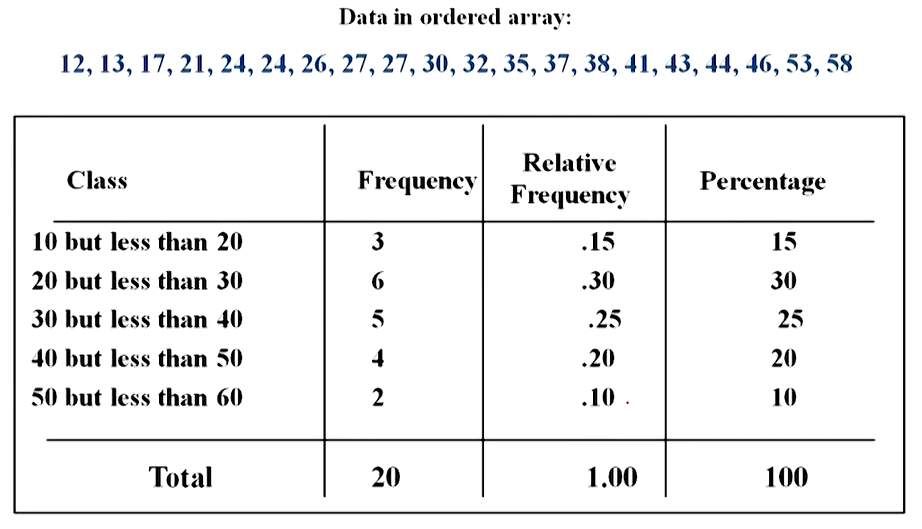 Data in ordered array:
12, 13, 17, 21, 24, 24, 26, 27, 27, 30, 32, 35, 37, 38, 41, 43, 44, 46, 53, 58
Class Frequency Relative Frequency Percentage
10 but less than 20 3 .15 15
20 but less than 30 6 .30 30
30 but less than 40 5 .25 25
40 but less than 50 4 .20 20
50 but less than 60 2 .10 10
Total 20 1.00 100